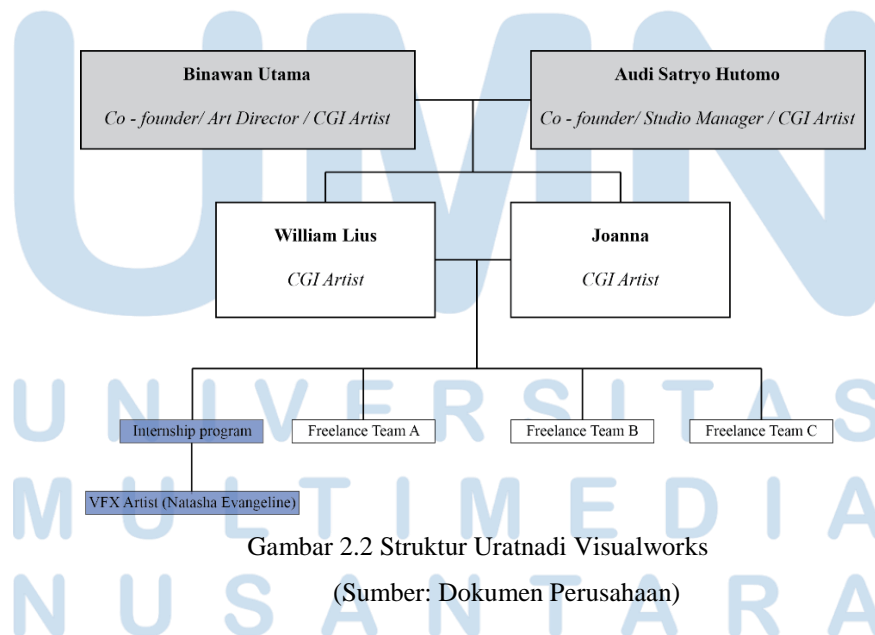 Binawan Utama
Co - founder/ Art Director / CGI Artist
Audi Satryo Hutomo
Co - founder/ Studio Manager / CGI Artist
William Lius
CGI Artist
Joanna
CGI Artist
Internship program
Freelance Team A
Freelance Team B
Freelance Team C
VFX Artist (Natasha Evangeline)
Gambar 2.2 Struktur Uratnadi Visualworks
(Sumber: Dokumen Perusahaan)
UMN
UNIVERSITAS
MULTIMEDIA
NUSANTARA